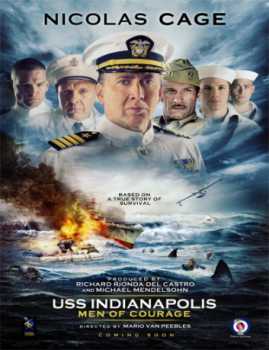 NICOLAS CAGE
BASED ON
A TRUE STORY OF
SURVIVAL
PRODUCED BY
RICHARD RIONDA DEL CASTRO
AND MICHAEL MENDELSOHN
USS INDIANAPOLIS
MEN OF COURAGE
DIRECTED BY MARIO VAN PEEBLES
COMING SOON